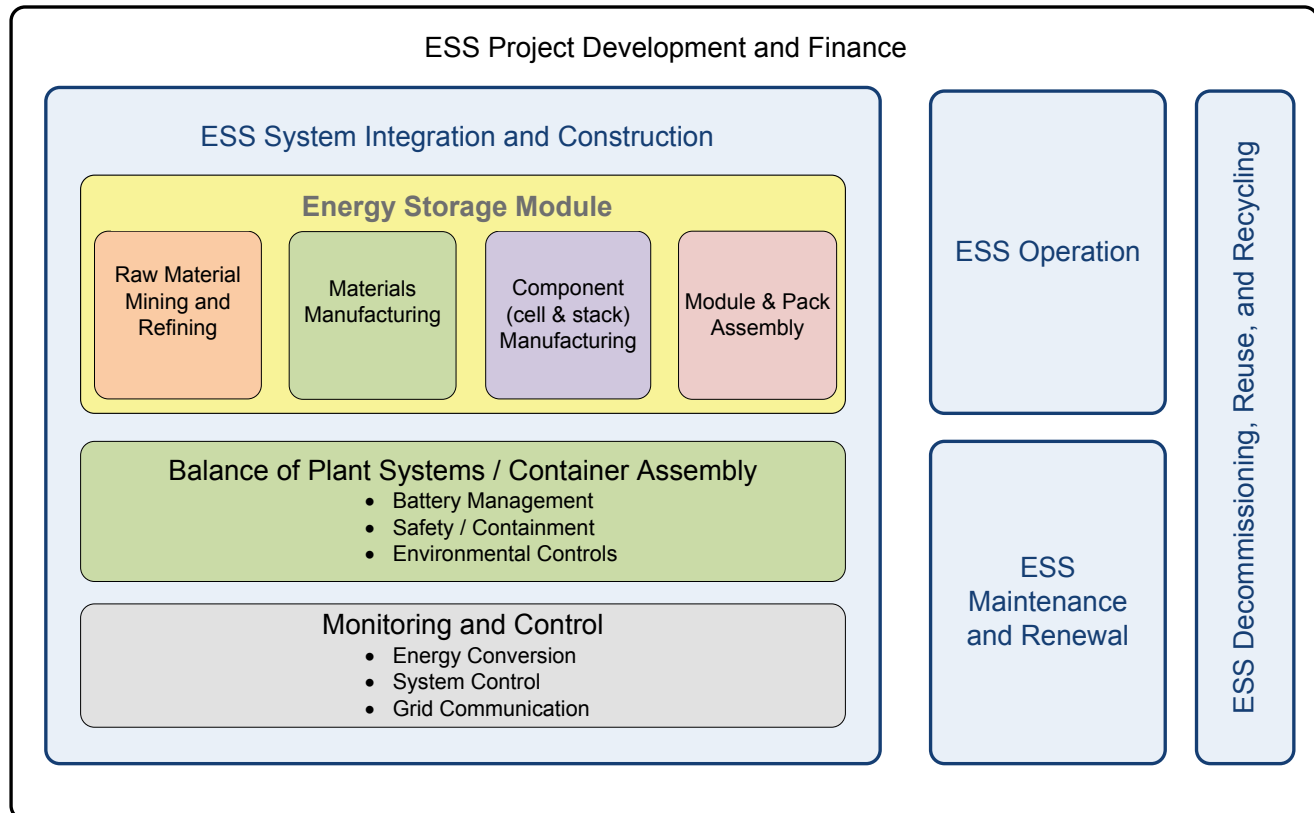 ESS Project Development and Finance
ESS System Integration and Construction
Energy Storage Module
Raw Material
Mining and
Refining
Materials
Manufacturing
Component
(cell & stack)
Manufacturing
Module & Pack
Assembly
Balance of Plant Systems / Container Assembly
• Battery Management
• Safety / Containment
• Environmental Controls
Monitoring and Control
• Energy Conversion
• System Control
• Grid Communication
ESS Operation
ESS
Maintenance
and Renewal
ESS Decommissioning, Reuse, and Recycling